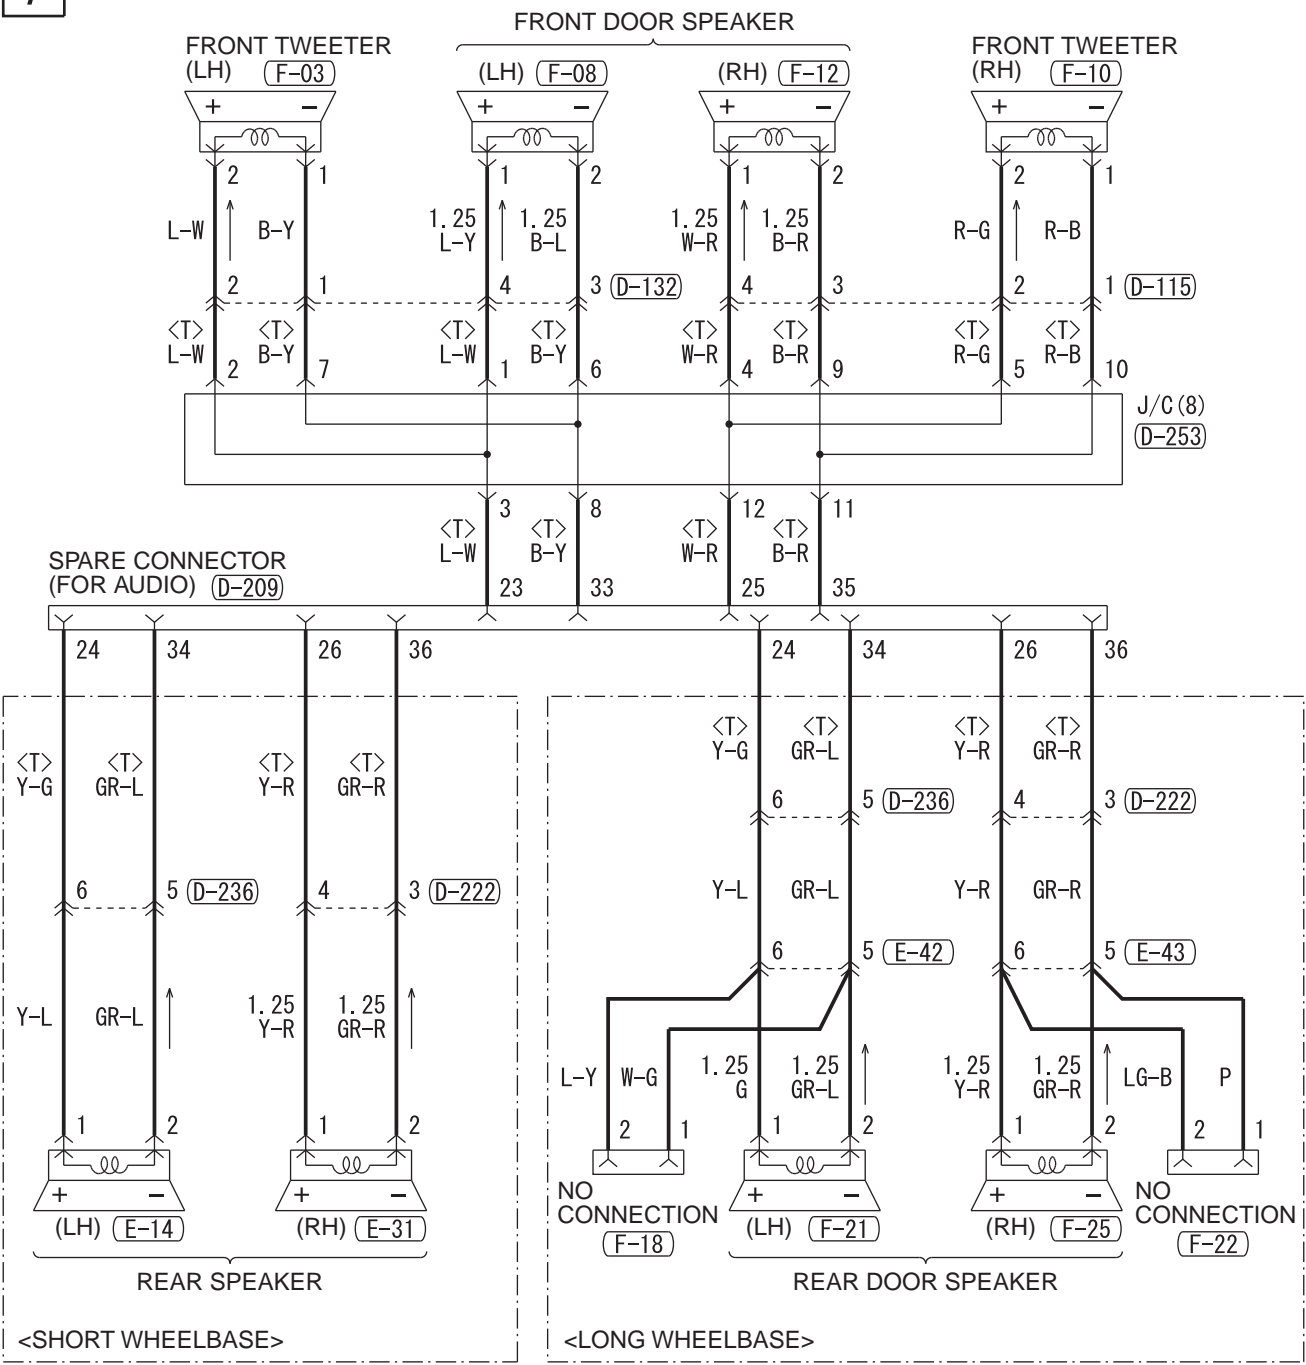 FRONT DOOR SPEAKER
FRONT TWEETER FRONT TWEETER
(LH) F-03 (LH) F-08 (RH) F-12 (RH) F-10
+ − + − + − + −
2 1 1 2 1 2 2 1
1.25 1.25 1.25 1.25
L-W B-Y L-Y B-L W-R B-R R-G R-B
2 1 4 3 D-132 4 3 2 1 D-115
<T> <T> <T> <T> <T> <T> <T> <T>
L-W B-Y L-W B-Y W-R B-R R-G R-B
2 7 1 6 4 9 5 10
J/C(8)
D-253
3 8 12 11
<T> <T> <T> <T>
L-W B-Y W-R B-R
SPARE CONNECTOR
(FOR AUDIO) D-209 23 33 25 35
24 34 26 36 24 34 26 36
<T> <T> <T> <T>
Y-G GR-L Y-R GR-R
<T> <T> <T> <T>
Y-G GR-L Y-R GR-R
6 5 D-236 4 3 D-222
6 5 D-236 4 3 D-222
Y-L GR-L Y-R GR-R
6 5 E-42 6 5 E-43
1.25 1.25
Y-L GR-L Y-R GR-R
1.25 1.25 1.25 1.25
L-Y W-G G GR-L Y-R GR-R LG-B P
1 2 1 2 2 1 1 2 1 2 2 1
+ − + − + − + −
NO NO
CONNECTION CONNECTION
(LH) E-14 (RH) E-31 F-18 (LH) F-21 (RH) F-25 F-22
REAR SPEAKER REAR DOOR SPEAKER
<SHORT WHEELBASE> <LONG WHEELBASE>